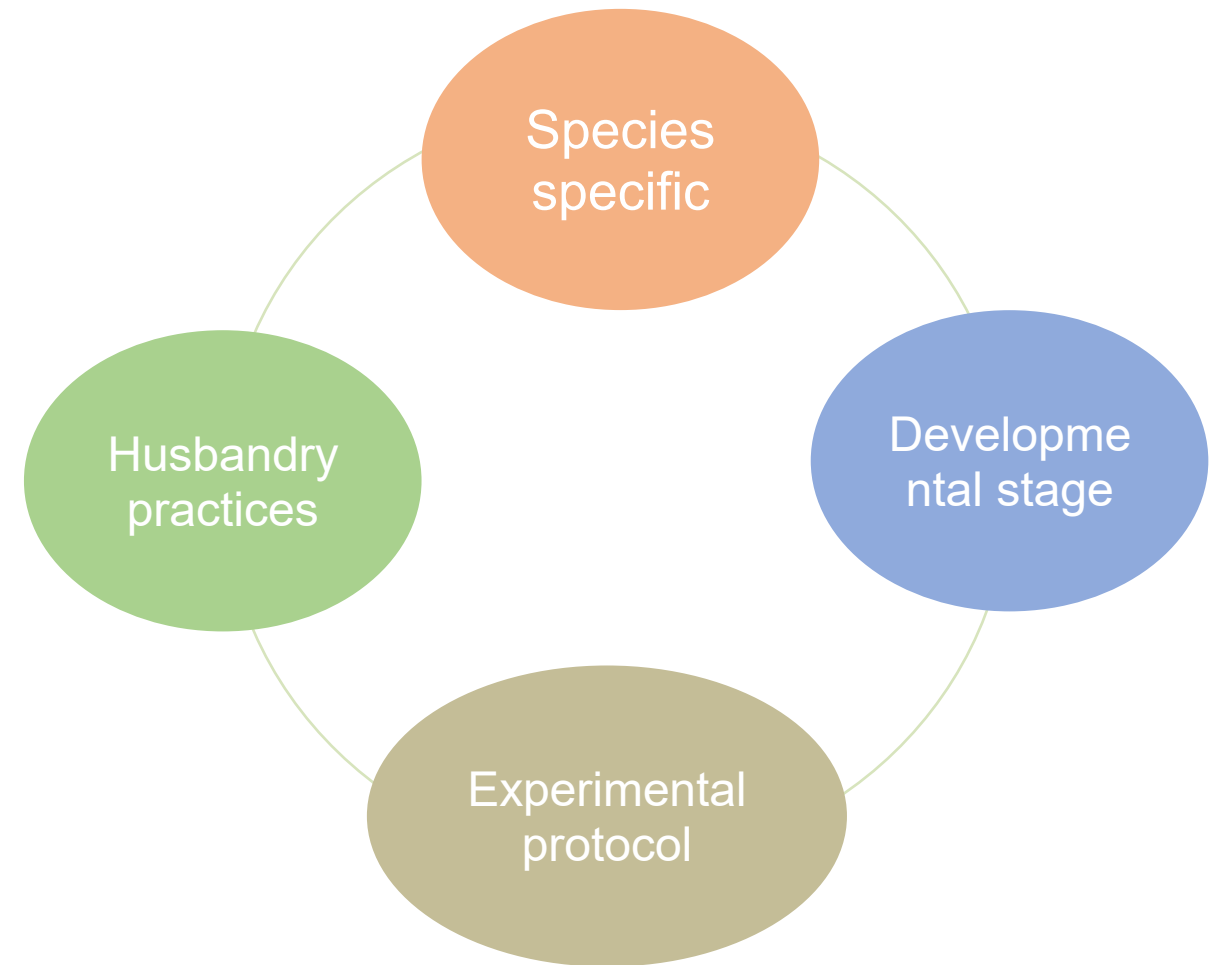 Species
specific
Developme
ntal stage
Husbandry
practices
Experimental
protocol